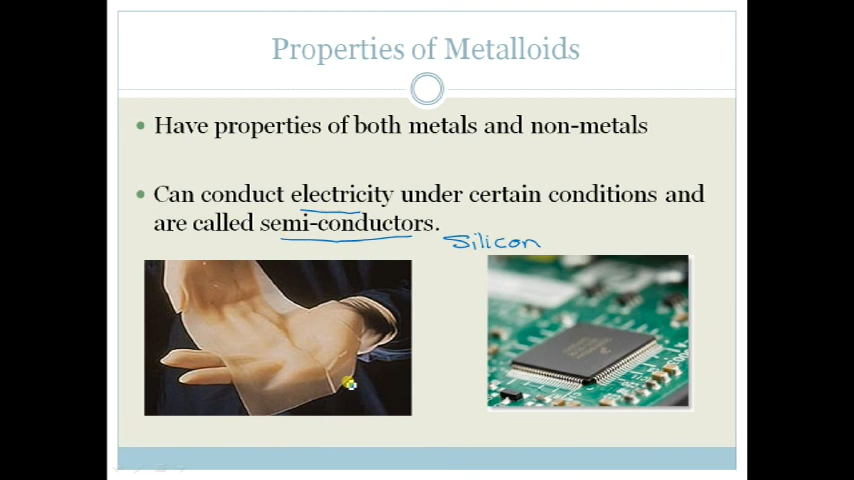 Properties of Metalloids
• Have properties of both metals and non-metals
• Can conduct electricity under certain conditions and
are called semi-conductors.
Silicon